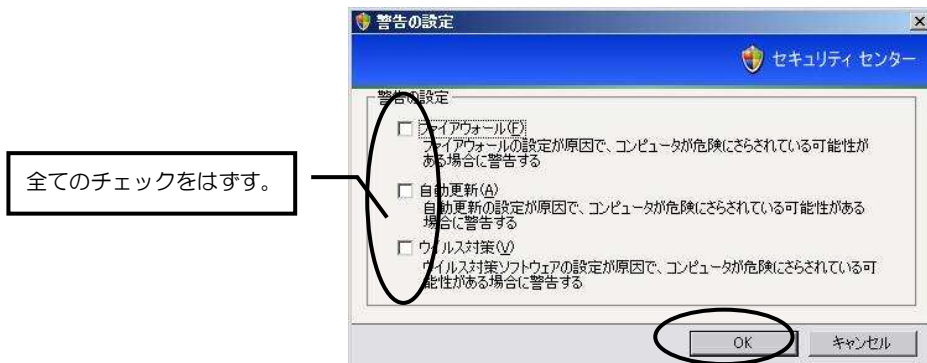 警告の設定
セキュリティ センター
警告の設定
ファイアウォール(F)
ファイアウォールの設定が原因で、コンピュータが危険にさらされている可能性が
ある場合に警告する
全てのチェックをはずす。
自動更新(A)
自動更新の設定が原因で、コンピュータが危険にさらされている可能性がある
場合に警告する
ウイルス対策(V)
ウイルス対策ソフトウェアの設定が原因で、コンピュータが危険にさらされている可
能性がある場合に警告する
OK
キャンセル